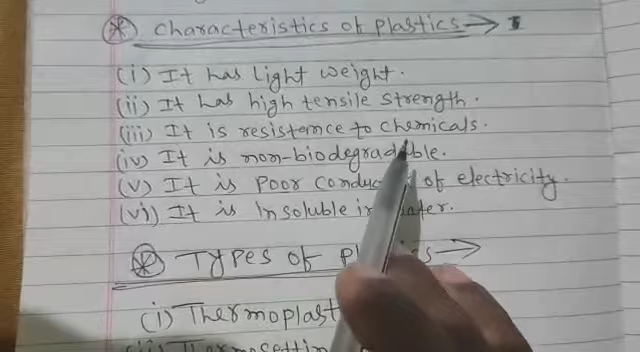 * Characteristics of plastics →
(i) It has Light weight.
(ii) It has high tensile strength.
(iii) It is resistence to chemicals.
(iv) It is non-biodegradable.
(v) It is Poor of electricity.
(vi) It is Insoluble
* Types of →
(i) Thermoplast